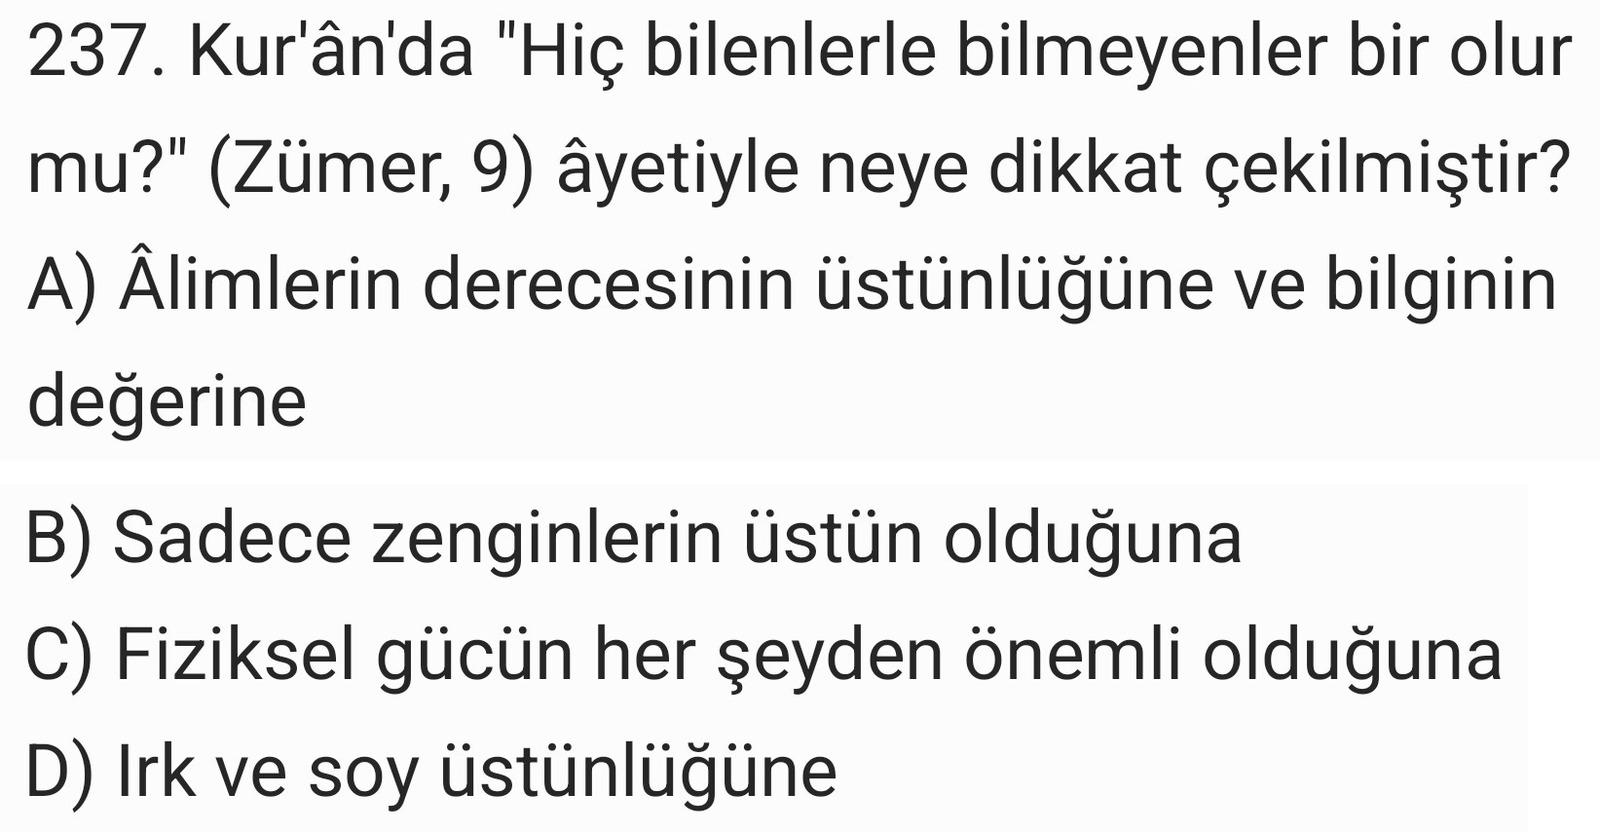 237. Kur'ân'da "Hiç bilenlerle bilmeyenler bir olur
mu?" (Zümer, 9) âyetiyle neye dikkat çekilmiştir?
A) Âlimlerin derecesinin üstünlüğüne ve bilginin
değerine
B) Sadece zenginlerin üstün olduğuna
C) Fiziksel gücün her şeyden önemli olduğuna
D) Irk ve soy üstünlüğüne